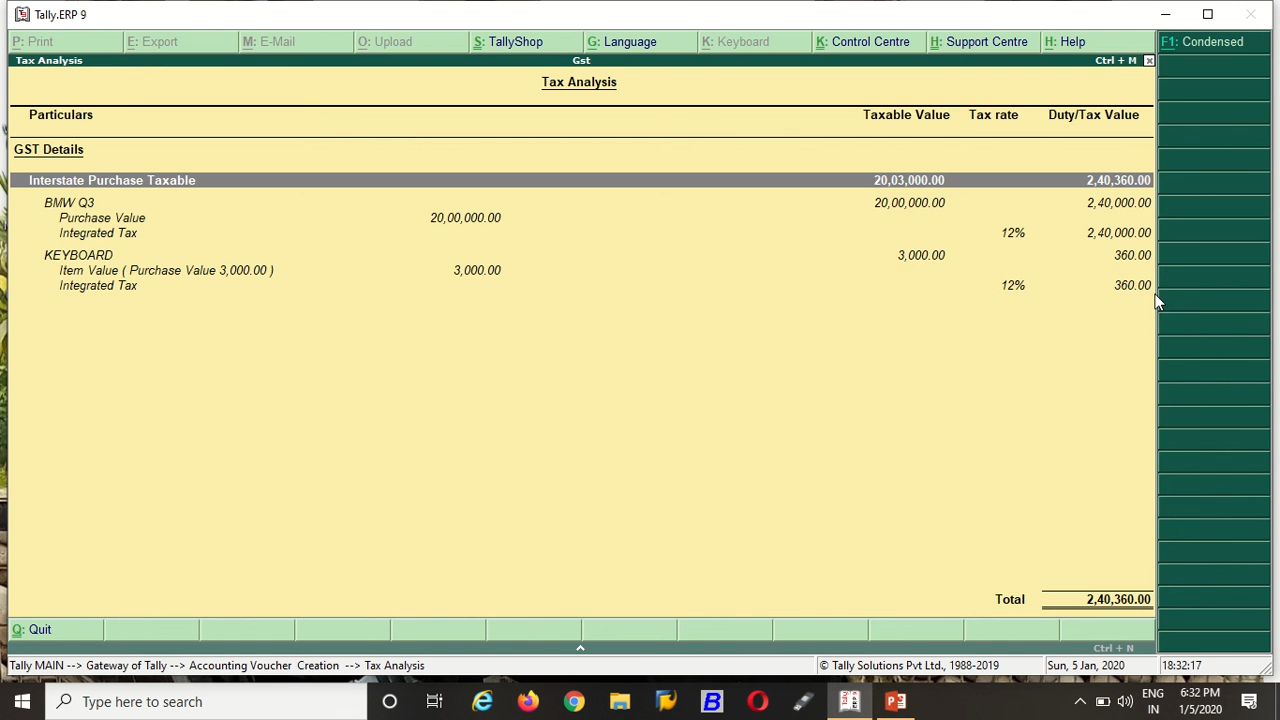 Tally.ERP 9
P: Print E: Export M: E-Mail O: Upload S: TallyShop G: Language K: Keyboard K: Control Centre H: Support Centre H: Help F1: Condensed
Tax Analysis Gst Ctrl + M
Tax Analysis
Particulars Taxable Value Tax rate Duty/Tax Value
GST Details
Interstate Purchase Taxable 20,03,000.00 2,40,360.00
BMW Q3 20,00,000.00 2,40,000.00
Purchase Value 20,00,000.00
Integrated Tax 12% 2,40,000.00
KEYBOARD 3,000.00 360.00
Item Value ( Purchase Value 3,000.00 ) 3,000.00
Integrated Tax 12% 360.00
Total 2,40,360.00
Q: Quit
Ctrl + N
Tally MAIN --> Gateway of Tally --> Accounting Voucher Creation --> Tax Analysis © Tally Solutions Pvt Ltd., 1988-2019 Sun, 5 Jan, 2020 18:32:17
Type here to search
ENG 6:32 PM
IN 1/5/2020